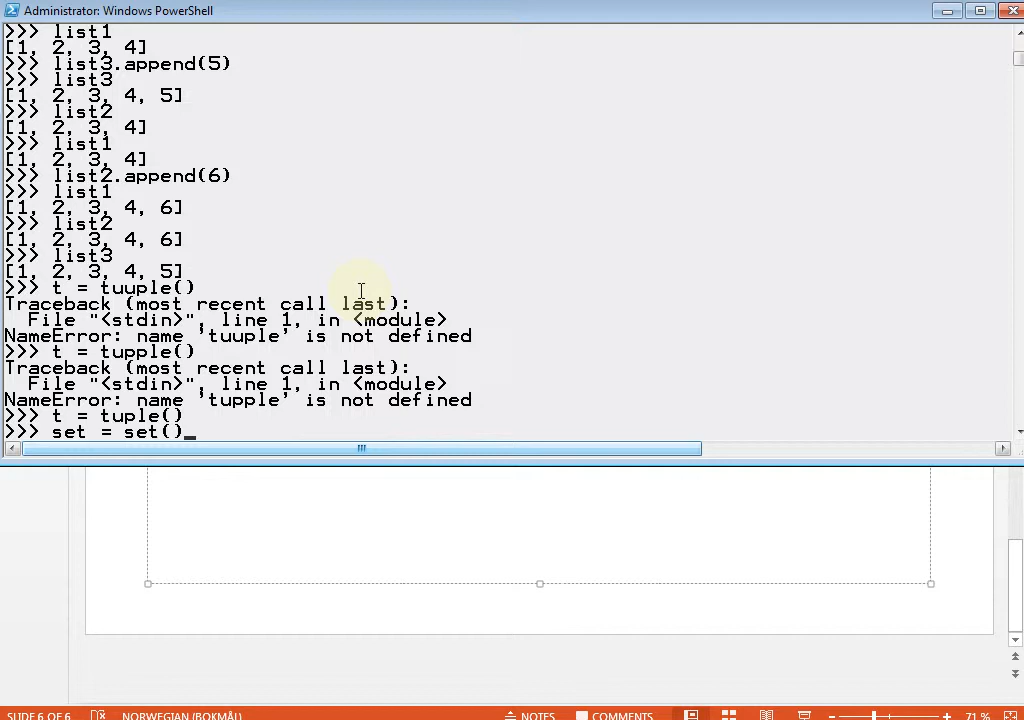 Administrator: Windows PowerShell
>>> list1
[1, 2, 3, 4]
>>> list3.append(5)
>>> list3
[1, 2, 3, 4, 5]
>>> list2
[1, 2, 3, 4]
>>> list1
[1, 2, 3, 4]
>>> list2.append(6)
>>> list1
[1, 2, 3, 4, 6]
>>> list2
[1, 2, 3, 4, 6]
>>> list3
[1, 2, 3, 4, 5]
>>> t = tuuple()
Traceback (most recent call last):
  File "<stdin>", line 1, in <module>
NameError: name 'tuuple' is not defined
>>> t = tupple()
Traceback (most recent call last):
  File "<stdin>", line 1, in <module>
NameError: name 'tupple' is not defined
>>> t = tuple()
>>> set = set()
SLIDE 6 OF 6 NORWEGIAN (BOKMÅL) NOTES COMMENTS 71 %